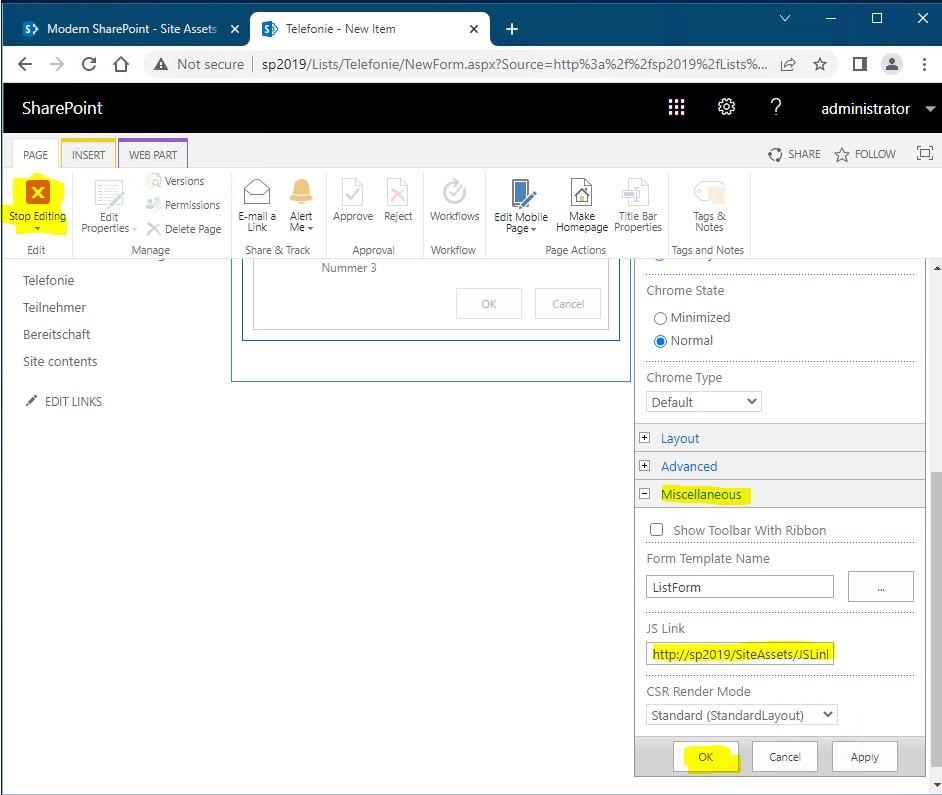 Modern SharePoint - Site Assets
Telefonie - New Item
Not secure
sp2019/Lists/Telefonie/NewForm.aspx?Source=http%3a%2f%2fsp2019%2fLists%...
SharePoint
?
administrator
PAGE
INSERT
WEB PART
SHARE
FOLLOW
Stop Editing
Edit
Properties
Versions
Permissions
Delete Page
E-mail a
Link
Alert
Me
Approve
Reject
Workflows
Edit Mobile
Page
Make
Homepage
Title Bar
Properties
Tags &
Notes
Edit
Manage
Share & Track
Approval
Workflow
Page Actions
Tags and Notes
Telefonie
Teilnehmer
Bereitschaft
Site contents
EDIT LINKS
Nummer 3
OK
Cancel
Chrome State
Minimized
Normal
Chrome Type
Default
Layout
Advanced
Miscellaneous
Show Toolbar With Ribbon
Form Template Name
ListForm
...
JS Link
http://sp2019/SiteAssets/JSLinl
CSR Render Mode
Standard (StandardLayout)
OK
Cancel
Apply